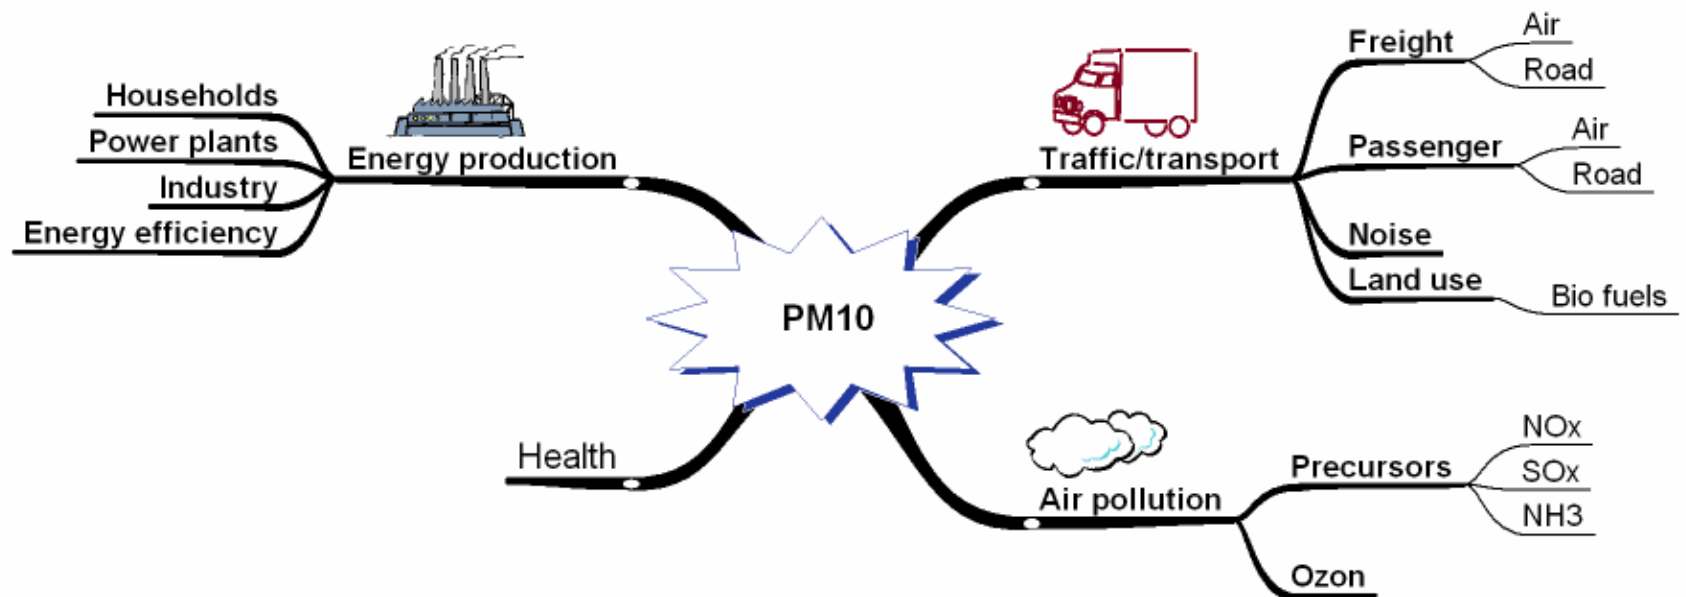 Households
Power plants
Industry
Energy efficiency
Energy production
PM10
Health
Traffic/transport
Freight
Air
Road
Passenger
Air
Road
Noise
Land use
Bio fuels
Air pollution
Precursors
NOx
SOx
NH3
Ozon